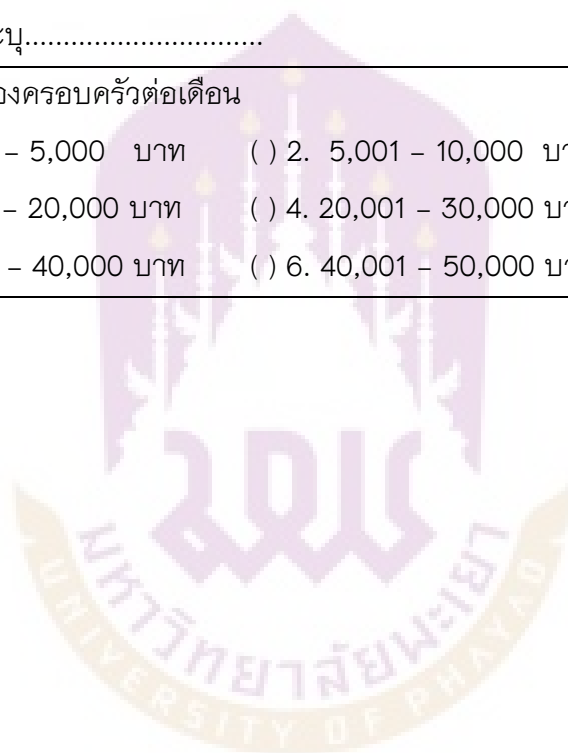 ะบุ..............................
องครอบครัวต่อเดือน
– 5,000 บาท ( ) 2. 5,001 – 10,000 บา
– 20,000 บาท ( ) 4. 20,001 – 30,000 บา
– 40,000 บาท ( ) 6. 40,001 – 50,000 บา
มหาวิทยาลัยพะเยา
UNIVERSITY OF PHAYAO